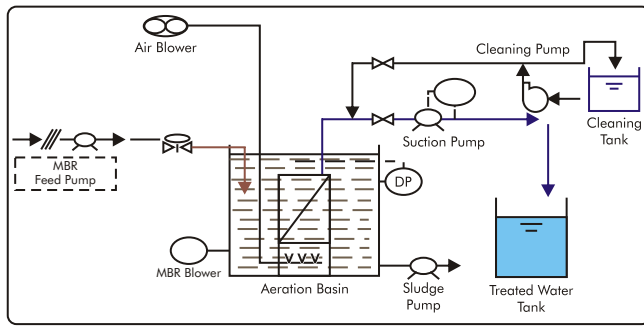 Air Blower
Cleaning Pump
Cleaning
Tank
Suction Pump
MBR
Feed Pump
DP
MBR Blower
Aeration Basin
Sludge
Pump
Treated Water
Tank